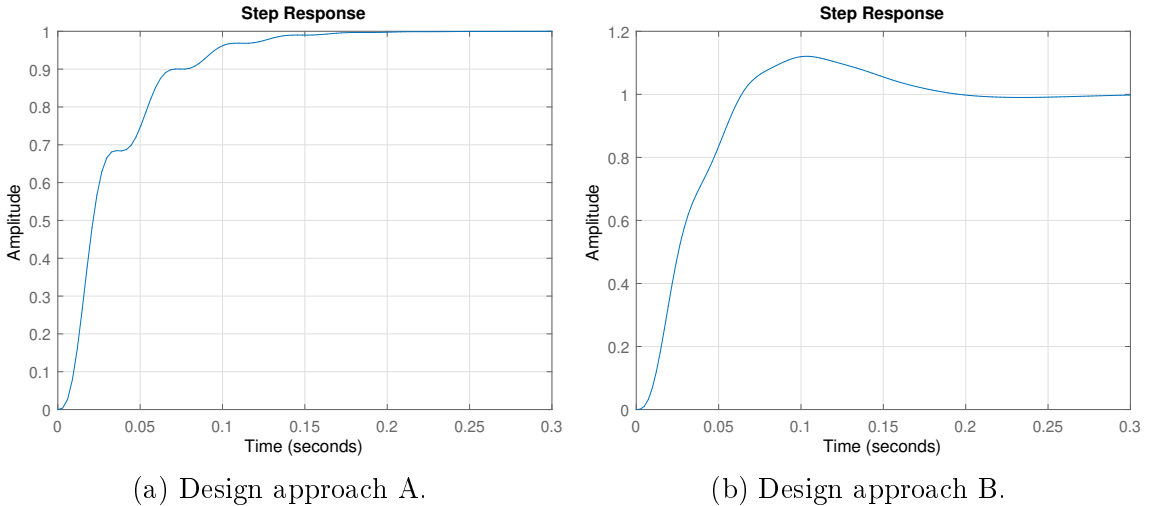 Step Response
1
0.9
0.8
0.7
0.6
0.5
0.4
0.3
0.2
0.1
0
Amplitude
0 0.05 0.1 0.15 0.2 0.25 0.3
Time (seconds)
(a) Design approach A.
Step Response
1.2
1
0.8
0.6
0.4
0.2
0
Amplitude
0 0.05 0.1 0.15 0.2 0.25 0.3
Time (seconds)
(b) Design approach B.